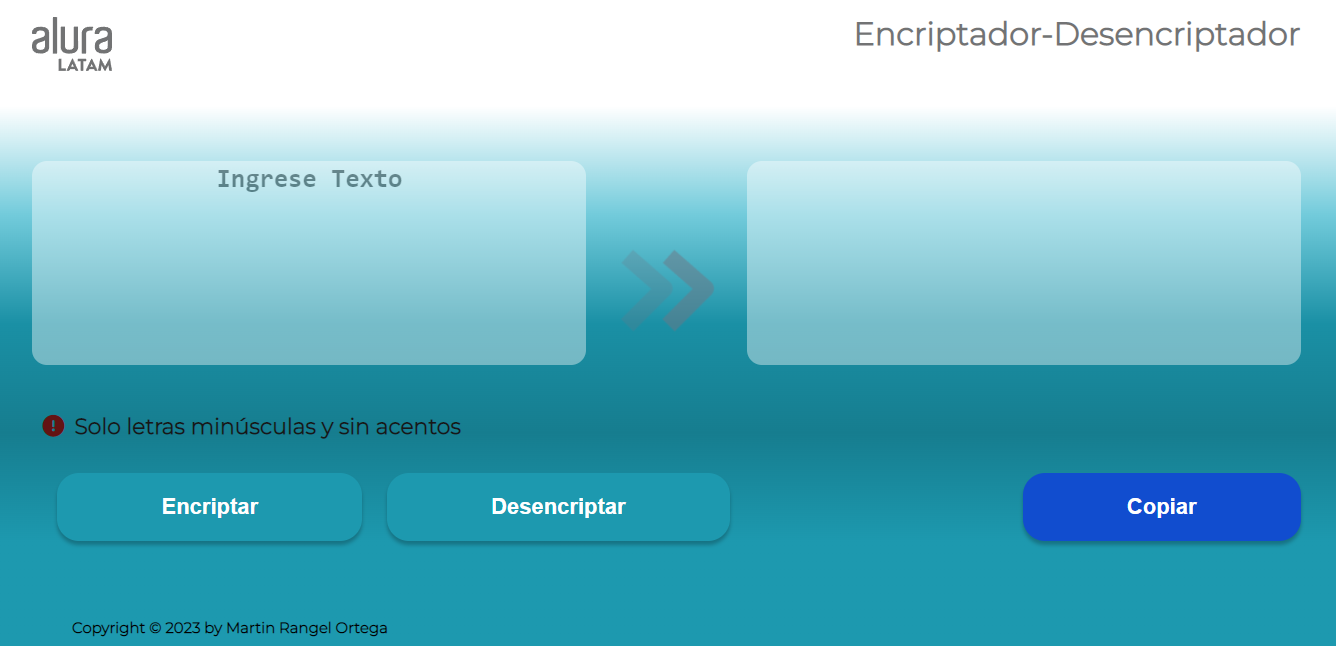 alura
LATAM
Encriptador-Desencriptador
Ingrese Texto
Solo letras minúsculas y sin acentos
Encriptar
Desencriptar
Copiar
Copyright © 2023 by Martin Rangel Ortega